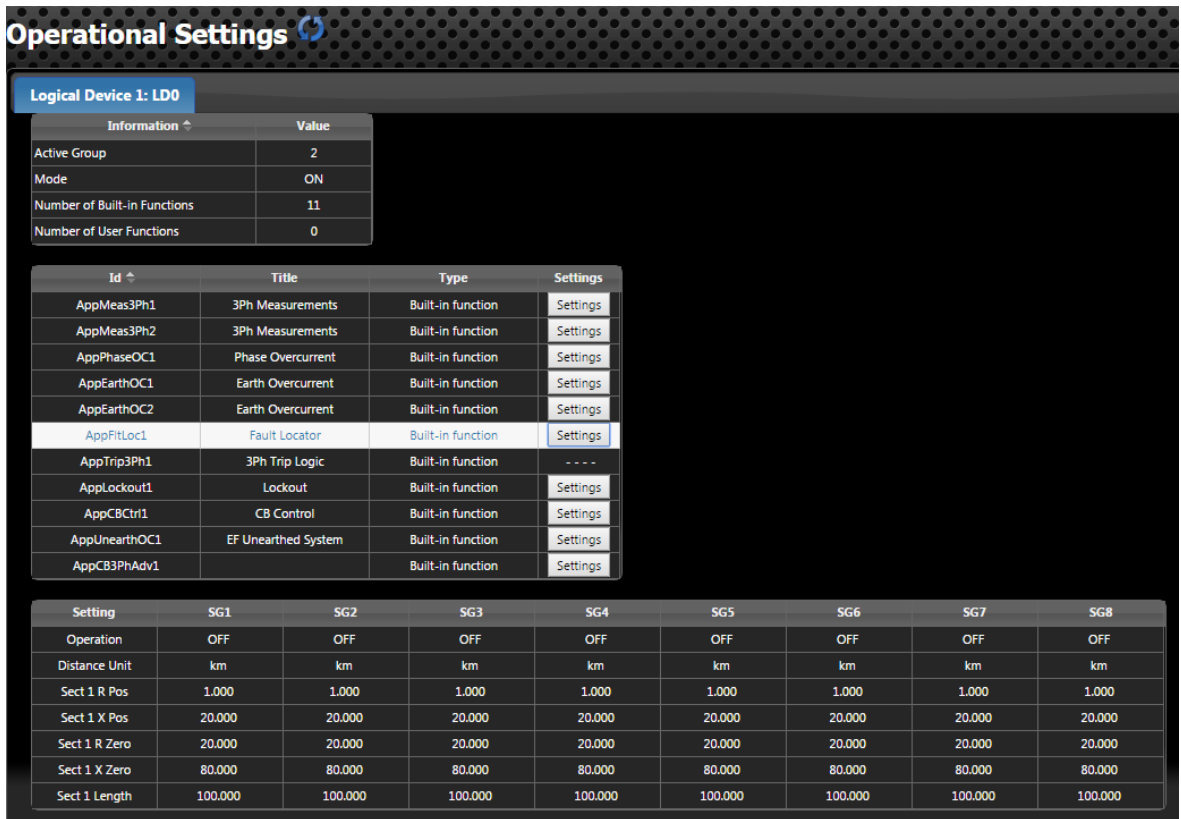 Operational Settings
Logical Device 1: LD0
Information Value
Active Group 2
Mode ON
Number of Built-in Functions 11
Number of User Functions 0
Id Title Type Settings
AppMeas3Ph1 3Ph Measurements Built-in function Settings
AppMeas3Ph2 3Ph Measurements Built-in function Settings
AppPhaseOC1 Phase Overcurrent Built-in function Settings
AppEarthOC1 Earth Overcurrent Built-in function Settings
AppEarthOC2 Earth Overcurrent Built-in function Settings
AppFltLoc1 Fault Locator Built-in function Settings
AppTrip3Ph1 3Ph Trip Logic Built-in function - - - -
AppLockout1 Lockout Built-in function Settings
AppCBCtrl1 CB Control Built-in function Settings
AppUnearthOC1 EF Unearthed System Built-in function Settings
AppCB3PhAdv1 Built-in function Settings
Setting SG1 SG2 SG3 SG4 SG5 SG6 SG7 SG8
Operation OFF OFF OFF OFF OFF OFF OFF OFF
Distance Unit km km km km km km km km
Sect 1 R Pos 1.000 1.000 1.000 1.000 1.000 1.000 1.000 1.000
Sect 1 X Pos 20.000 20.000 20.000 20.000 20.000 20.000 20.000 20.000
Sect 1 R Zero 20.000 20.000 20.000 20.000 20.000 20.000 20.000 20.000
Sect 1 X Zero 80.000 80.000 80.000 80.000 80.000 80.000 80.000 80.000
Sect 1 Length 100.000 100.000 100.000 100.000 100.000 100.000 100.000 100.000